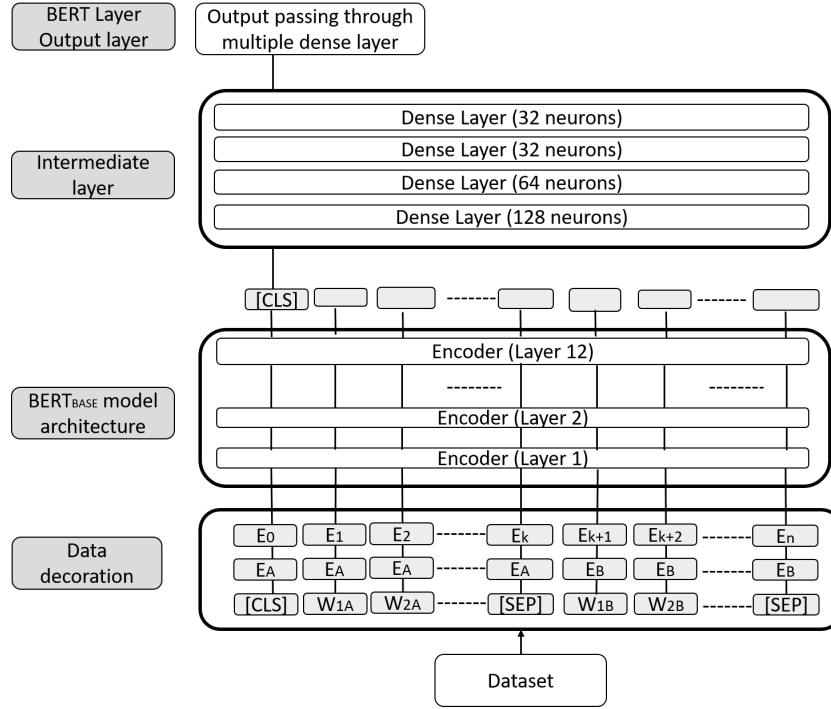 BERT Layer
Output layer
Output passing through
multiple dense layer
Intermediate
layer
Dense Layer (32 neurons)
Dense Layer (32 neurons)
Dense Layer (64 neurons)
Dense Layer (128 neurons)
[CLS]
BERTBASE model
architecture
Encoder (Layer 12)
Encoder (Layer 2)
Encoder (Layer 1)
Data
decoration
E0 E1 E2 Ek Ek+1 Ek+2 En
EA EA EA EA EB EB EB
[CLS] W1A W2A [SEP] W1B W2B [SEP]
Dataset